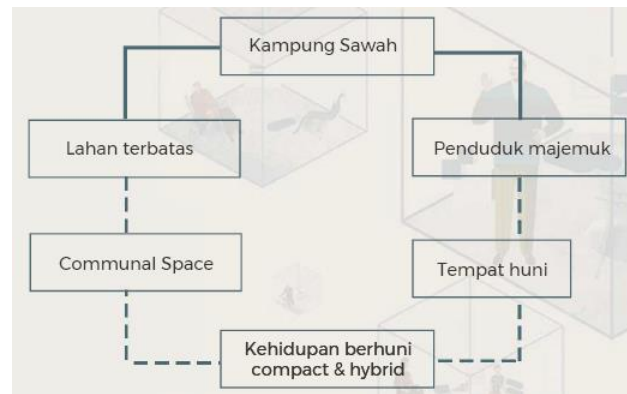 Kampung Sawah
Lahan terbatas
Penduduk majemuk
Communal Space
Tempat huni
Kehidupan berhuni
compact & hybrid